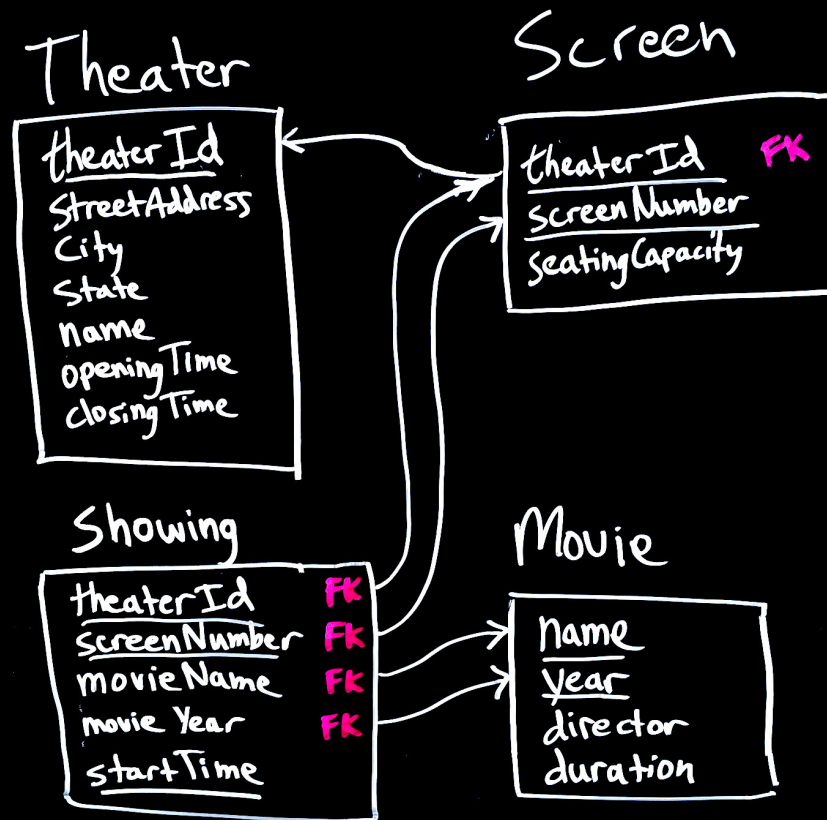 Theater
theaterId
StreetAddress
City
State
name
openingTime
closingTime
Screen
theaterId FK
screenNumber
seatingCapacity
Showing
theaterId FK
screenNumber FK
movieName FK
movie Year FK
startTime
Movie
name
year
director
duration